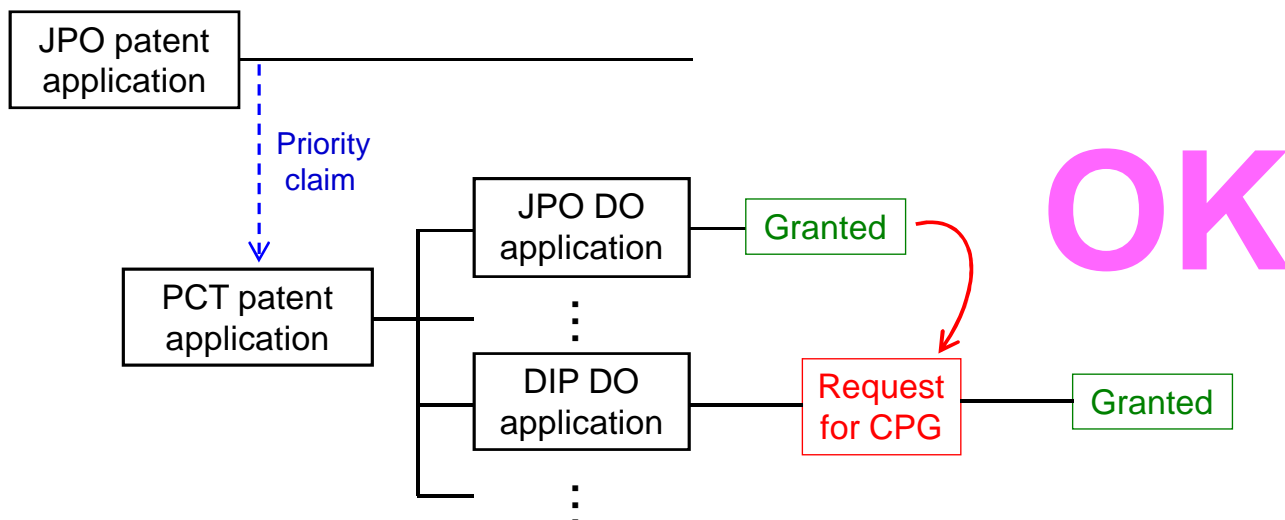 JPO patent
application
Priority
claim
OK
JPO DO
application
Granted
PCT patent
application
⋮
DIP DO
application
Request
for CPG
Granted
⋮